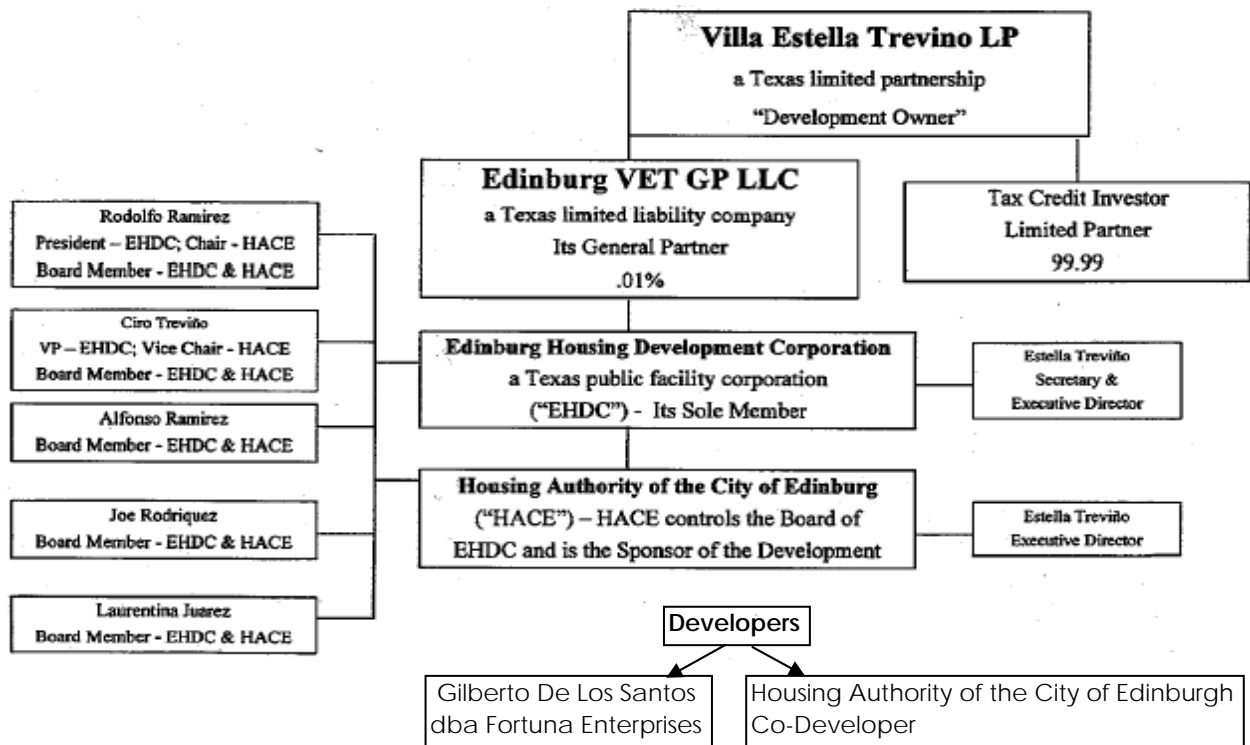 Villa Estella Trevino LP
a Texas limited partnership
“Development Owner”
Edinburg VET GP LLC
a Texas limited liability company
Its General Partner
.01%
Tax Credit Investor
Limited Partner
99.99
Rodolfo Ramirez
President – EHDC; Chair - HACE
Board Member - EHDC & HACE
Ciro Treviño
VP – EHDC; Vice Chair - HACE
Board Member - EHDC & HACE
Alfonso Ramirez
Board Member - EHDC & HACE
Joe Rodriquez
Board Member - EHDC & HACE
Laurentina Juarez
Board Member - EHDC & HACE
Edinburg Housing Development Corporation
a Texas public facility corporation
(“EHDC”) - Its Sole Member
Estella Treviño
Secretary &
Executive Director
Housing Authority of the City of Edinburg
(“HACE”) – HACE controls the Board of
EHDC and is the Sponsor of the Development
Estella Treviño
Executive Director
Developers
Gilberto De Los Santos
dba Fortuna Enterprises
Housing Authority of the City of Edinburgh
Co-Developer